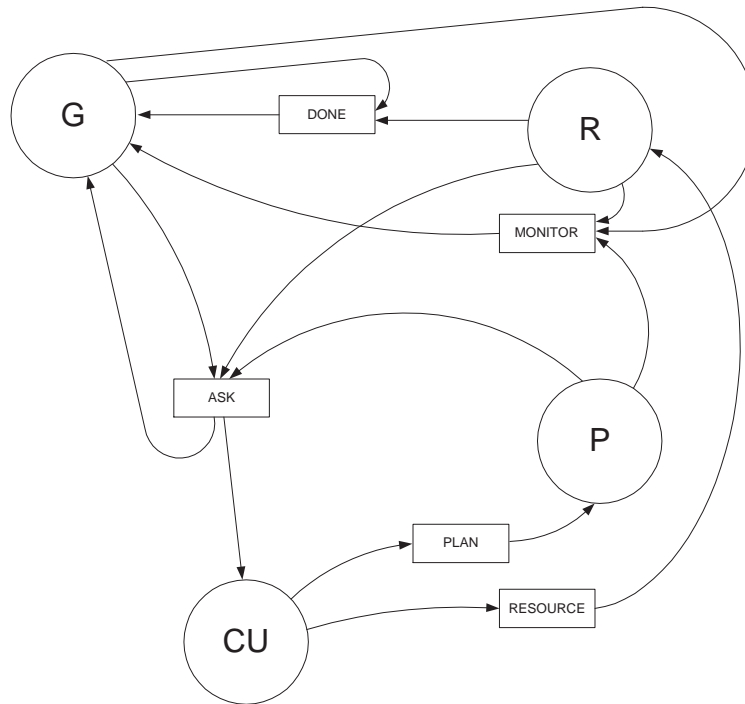 G
DONE
R
MONITOR
ASK
P
PLAN
RESOURCE
CU